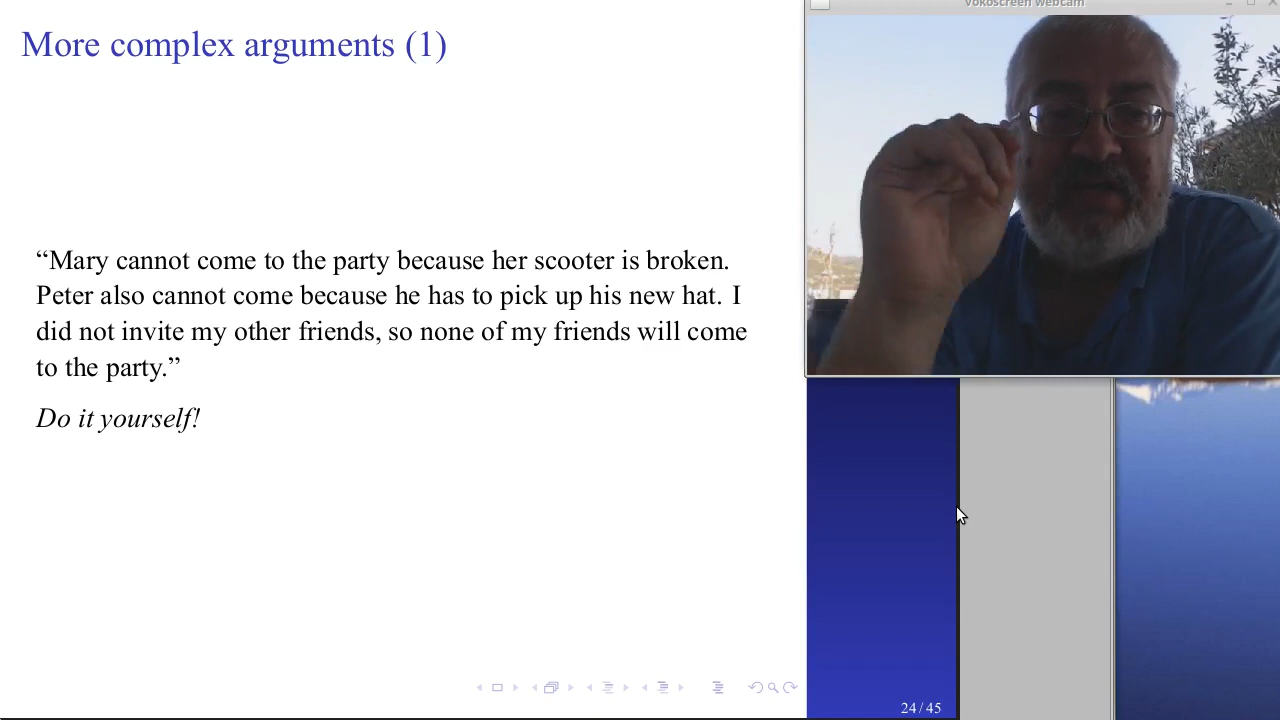 More complex arguments (1)
vokoscreen webcam
“Mary cannot come to the party because her scooter is broken.
Peter also cannot come because he has to pick up his new hat. I
did not invite my other friends, so none of my friends will come
to the party.”
Do it yourself!
24 / 45